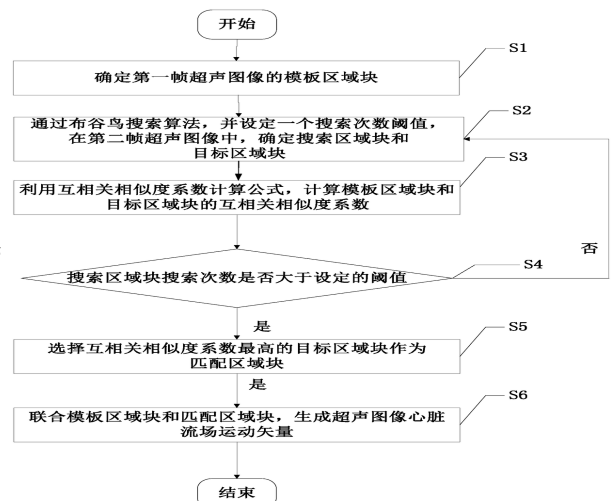 开始
S1
确定第一帧超声图像的模板区域块
S2
通过布谷鸟搜索算法，并设定一个搜索次数阈值，
在第二帧超声图像中，确定搜索区域块和
目标区域块
S3
利用互相关相似度系数计算公式，计算模板区域块和
目标区域块的互相关相似度系数
否
S4
搜索区域块搜索次数是否大于设定的阈值
是
S5
选择互相关相似度系数最高的目标区域块作为
匹配区域块
是
S6
联合模板区域块和匹配区域块，生成超声图像心脏
流场运动矢量
结束